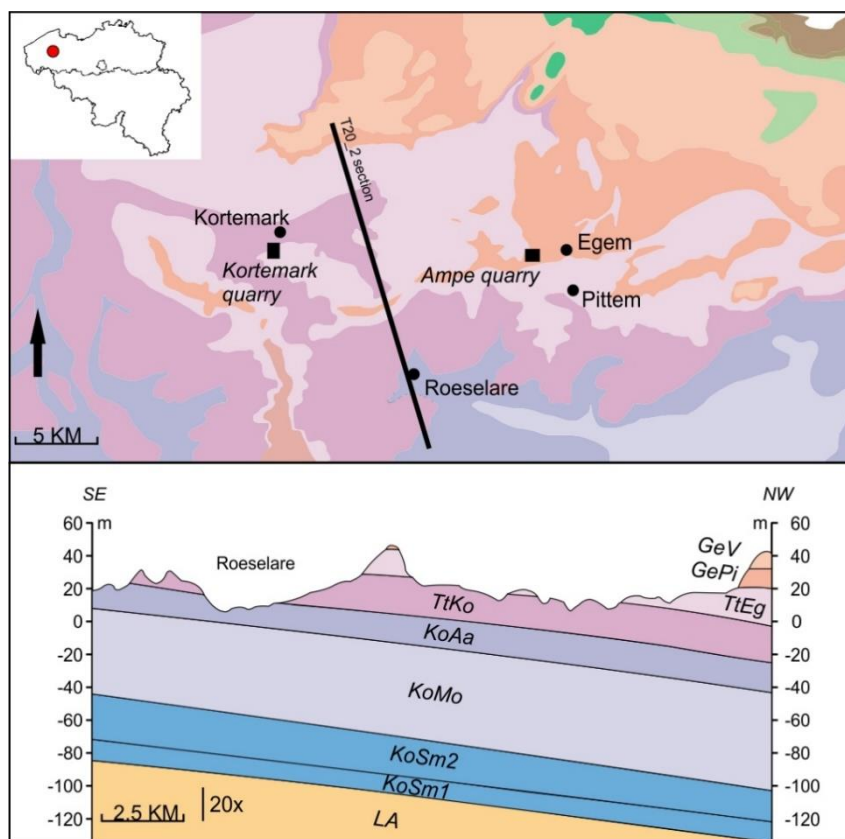 T20_2 section
Kortemark
Kortemark
quarry
Egem
Ampe quarry
Pittem
Roeselare
5 KM
SE
NW
60
m
m
60
40
GeV
40
20
Roeselare
GePi
20
0
TtKo
TtEg
0
-20
KoAa
-20
-40
KoMo
-40
-60
-60
-80
KoSm2
-80
-100
KoSm1
-100
-120
2.5 KM
20x
LA
-120